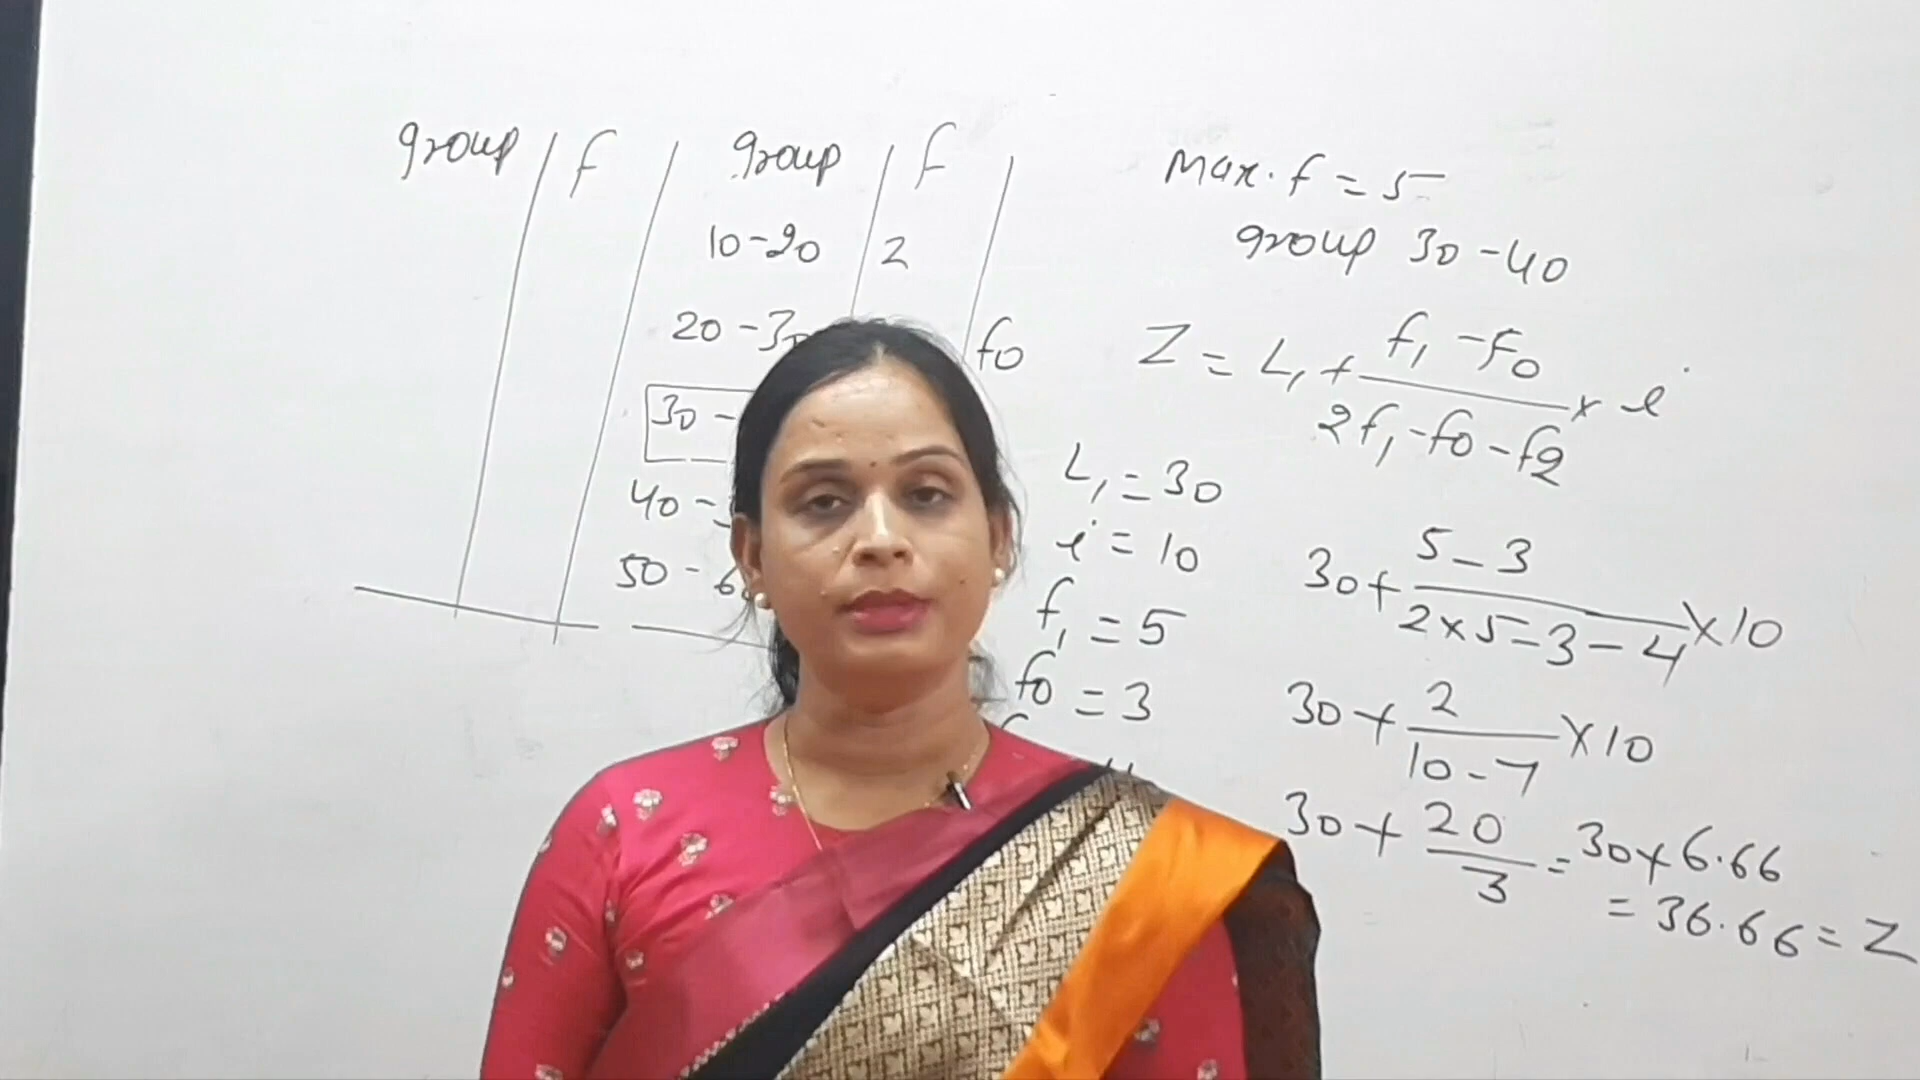 group f group f
10-20 2
20-30 f0
30-
40-
50-6
Max. f = 5
group 30-40
Z = L1 + f1 - f0 / 2f1 - f0 - f2 × i
L1 = 30
i = 10
f1 = 5
f0 = 3
30 + 5-3 / 2×5-3-4 × 10
30 + 2 / 10-7 × 10
30 + 20 / 3 = 30+6.66
= 36.66 = Z